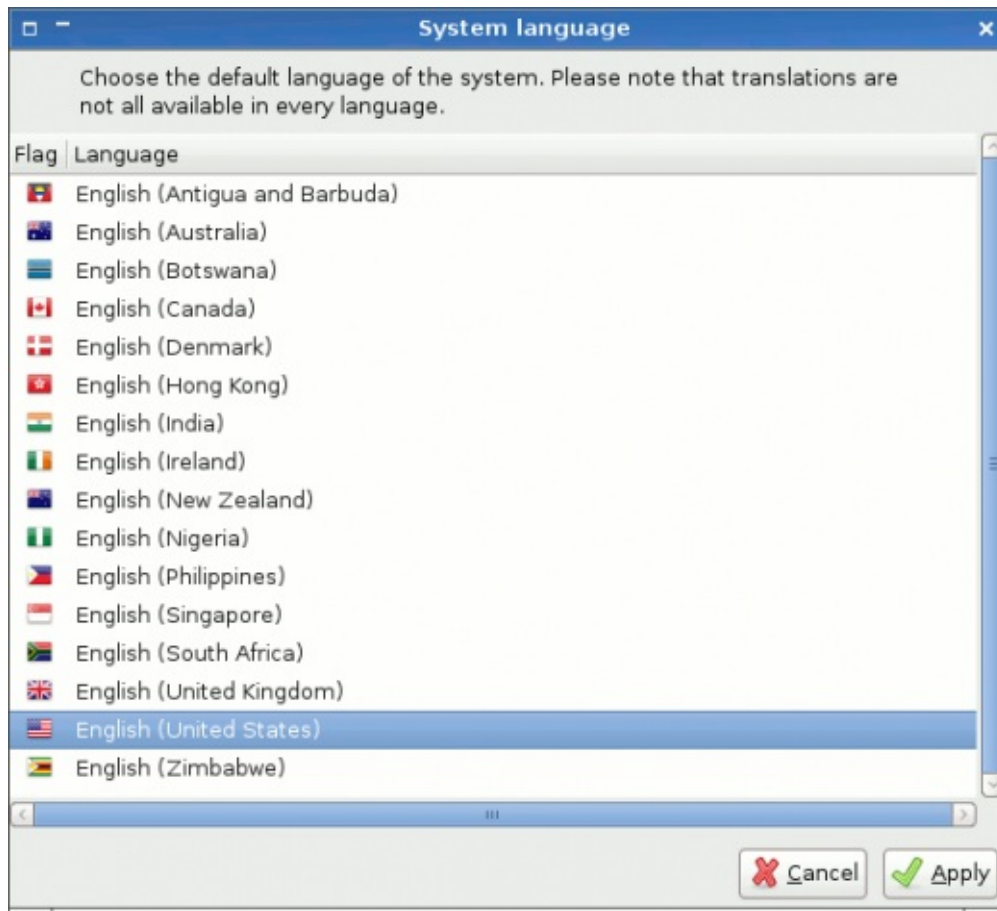 System language
Choose the default language of the system. Please note that translations are
not all available in every language.
Flag Language
English (Antigua and Barbuda)
English (Australia)
English (Botswana)
English (Canada)
English (Denmark)
English (Hong Kong)
English (India)
English (Ireland)
English (New Zealand)
English (Nigeria)
English (Philippines)
English (Singapore)
English (South Africa)
English (United Kingdom)
English (United States)
English (Zimbabwe)
Cancel Apply